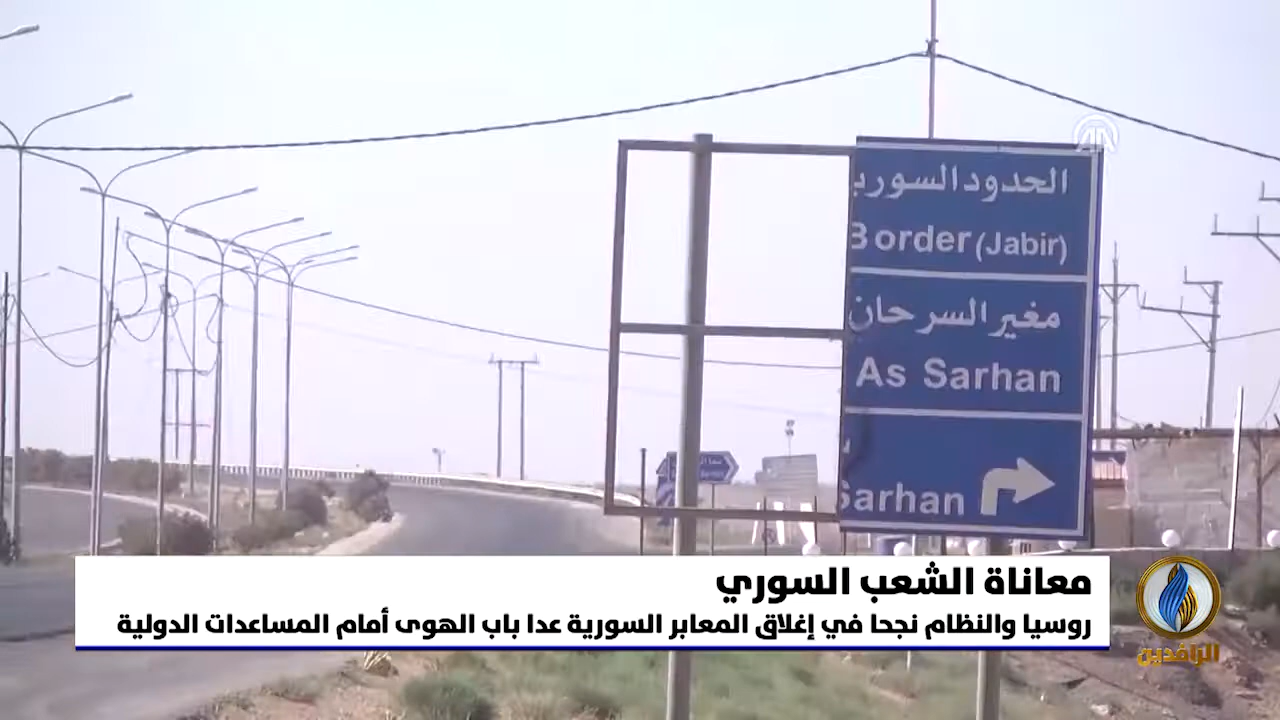 الحدود السوري
Border (Jabir)
مغير السرحان
As Sarhan
Sarhan
AA
معاناة الشعب السوري
روسيا والنظام نجحا في إغلاق المعابر السورية عدا باب الهوى أمام المساعدات الدولية
الرافدين